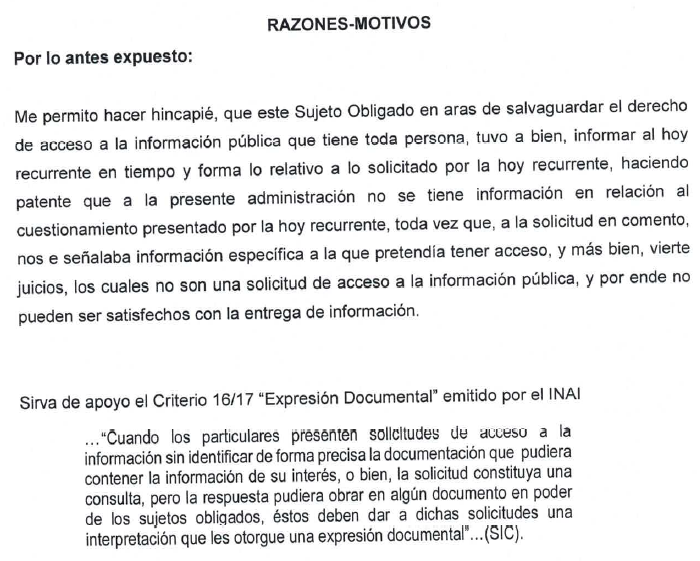 RAZONES-MOTIVOS
Por lo antes expuesto:
Me permito hacer hincapié, que este Sujeto Obligado en aras de salvaguardar el derecho
de acceso a la información pública que tiene toda persona, tuvo a bien, informar al hoy
recurrente en tiempo y forma lo relativo a lo solicitado por la hoy recurrente, haciendo
patente que a la presente administración no se tiene información en relación al
cuestionamiento presentado por la hoy recurrente, toda vez que, a la solicitud en comento,
nos e señalaba información específica a la que pretendía tener acceso, y más bien, vierte
juicios, los cuales no son una solicitud de acceso a la información pública, y por ende no
pueden ser satisfechos con la entrega de información.
Sirva de apoyo el Criterio 16/17 “Expresión Documental” emitido por el INAI
…“Cuando los particulares presenten solicitudes de acceso a la
información sin identificar de forma precisa la documentación que pudiera
contener la información de su interés, o bien, la solicitud constituya una
consulta, pero la respuesta pudiera obrar en algún documento en poder
de los sujetos obligados, éstos deben dar a dichas solicitudes una
interpretación que les otorgue una expresión documental”…(SIC).